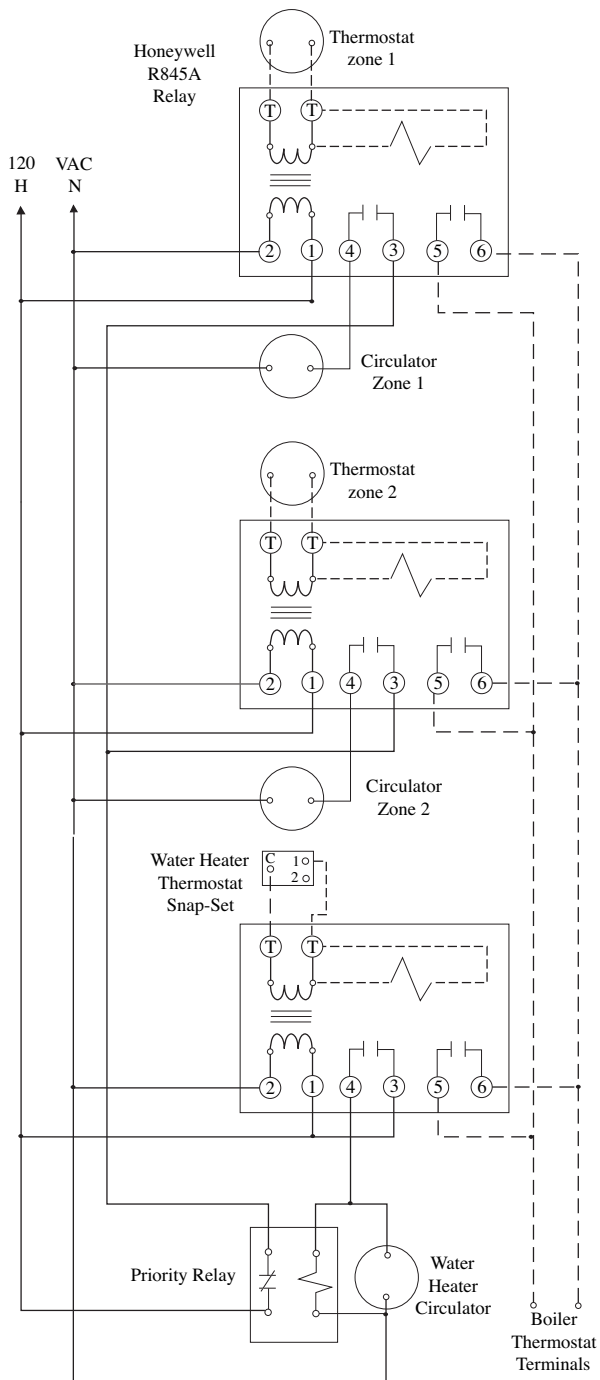 Honeywell
R845A
Relay
Thermostat
zone 1
T T
120 VAC
H N
2 1 4 3 5 6
Circulator
Zone 1
Thermostat
zone 2
T T
2 1 4 3 5 6
Circulator
Zone 2
Water Heater
Thermostat
Snap-Set
C 1
2
T T
2 1 4 3 5 6
Priority Relay
Water
Heater
Circulator
Boiler
Thermostat
Terminals